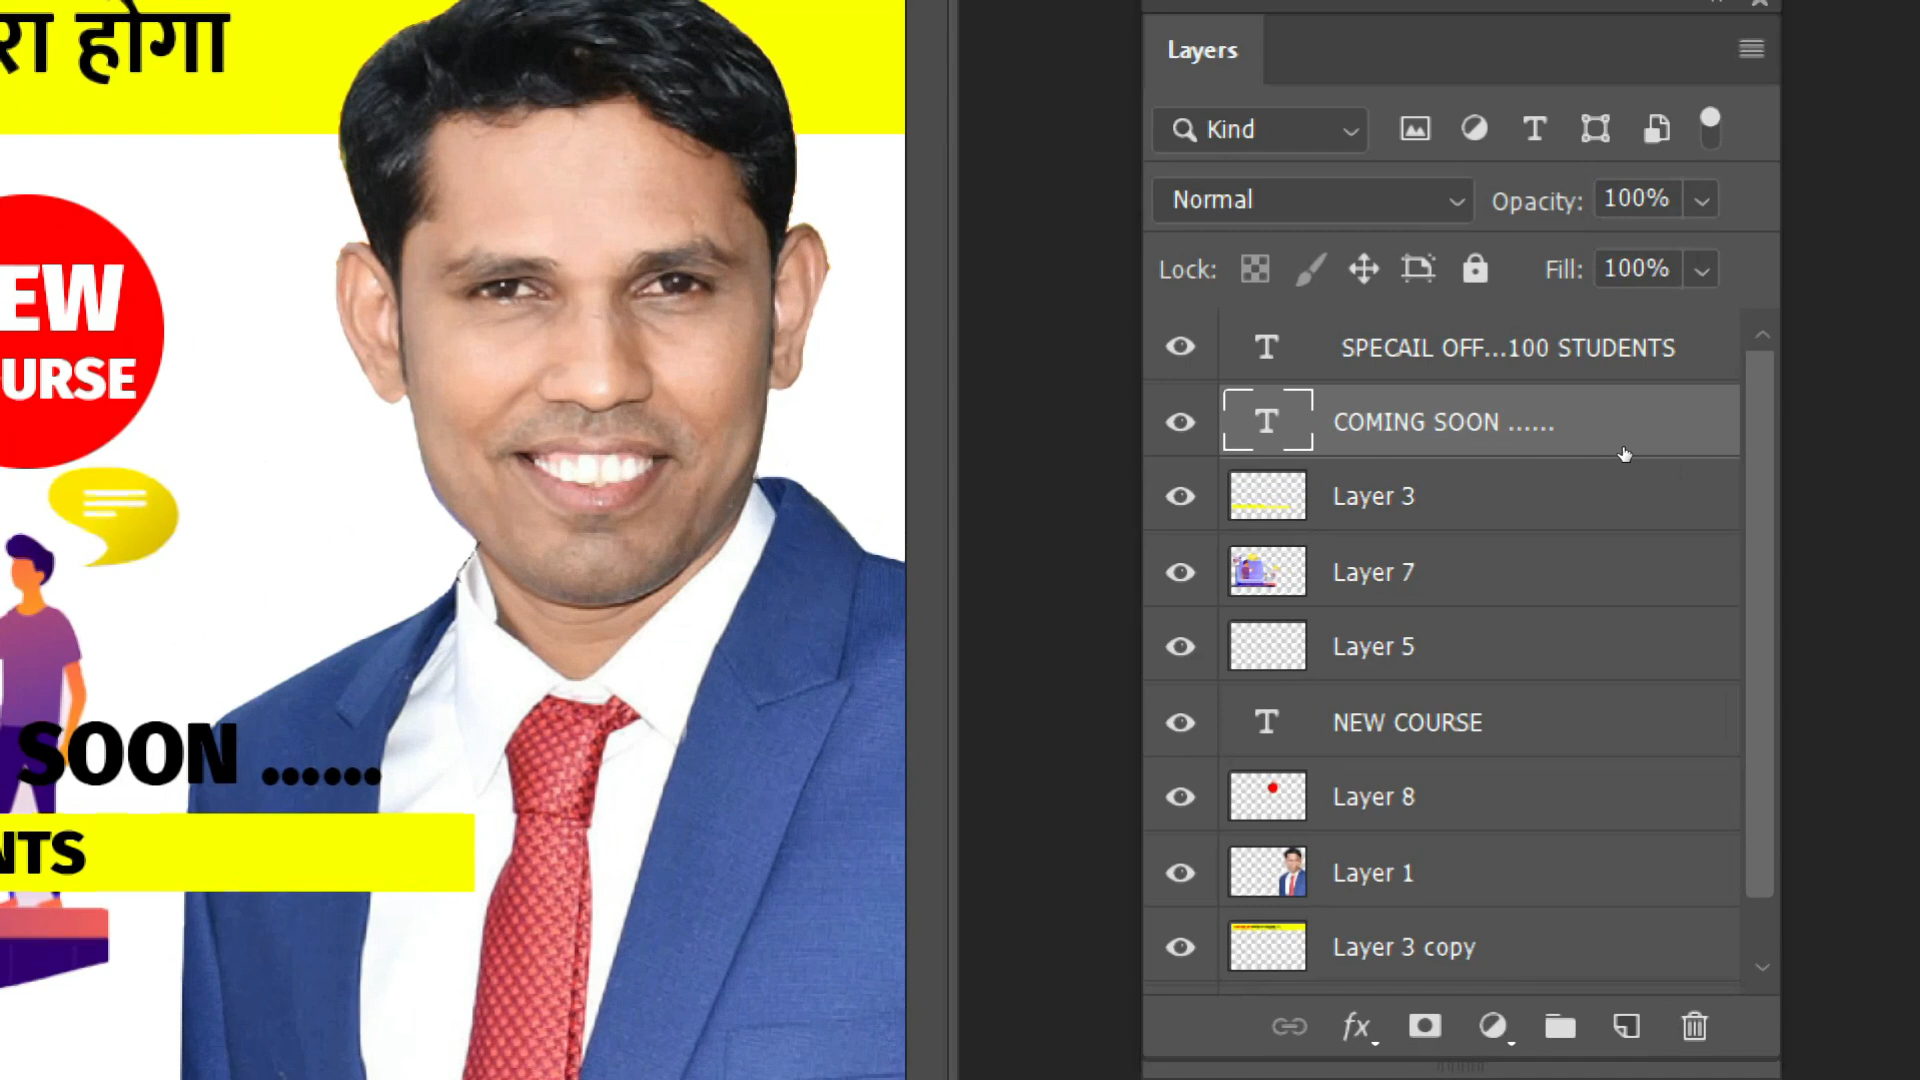 रा होगा
EW
URSE
SOON ......
NTS
Layers
Kind
Normal
Opacity: 100%
Lock:
Fill: 100%
SPECAIL OFF...100 STUDENTS
COMING SOON ......
Layer 3
Layer 7
Layer 5
NEW COURSE
Layer 8
Layer 1
Layer 3 copy
fx